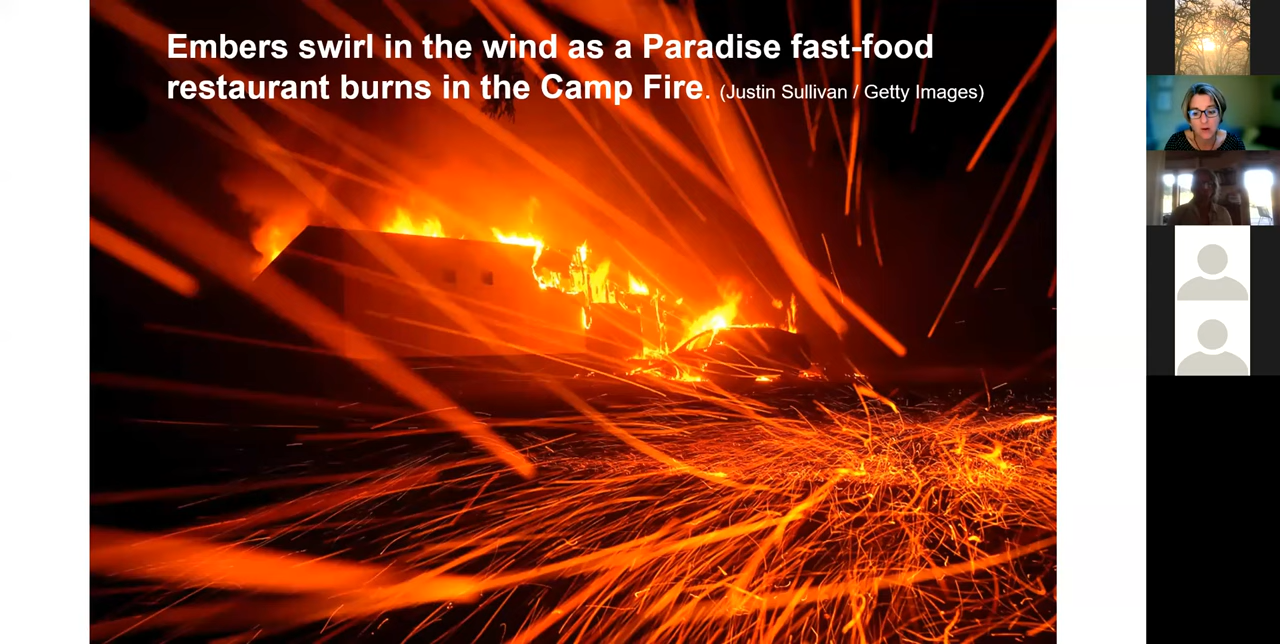 Embers swirl in the wind as a Paradise fast-food
restaurant burns in the Camp Fire. (Justin Sullivan / Getty Images)